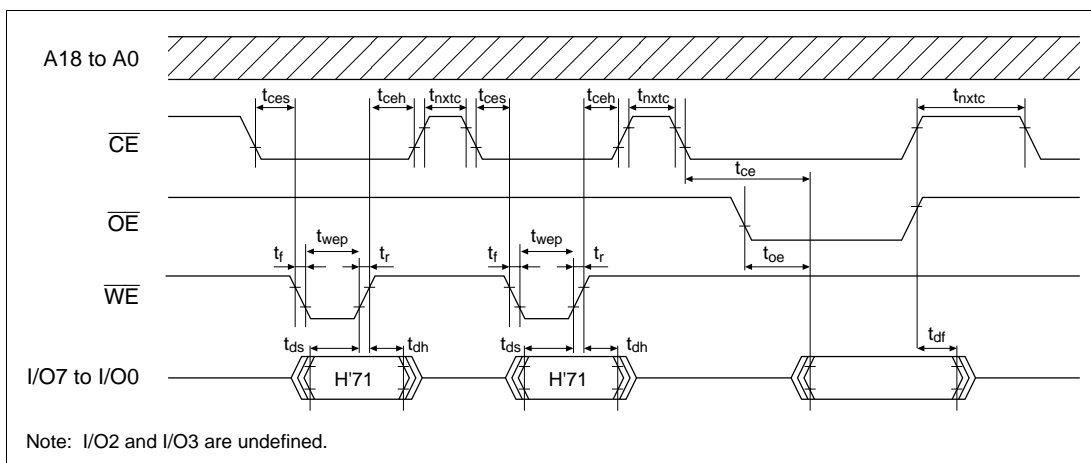 A18 to A0
tces tceh tnxtc tces tceh tnxtc tnxtc
CE
tce
OE
twep twep
tf tr tf tr toe
WE
tds tdh tds tdh tdf
I/O7 to I/O0 H'71 H'71
Note: I/O2 and I/O3 are undefined.